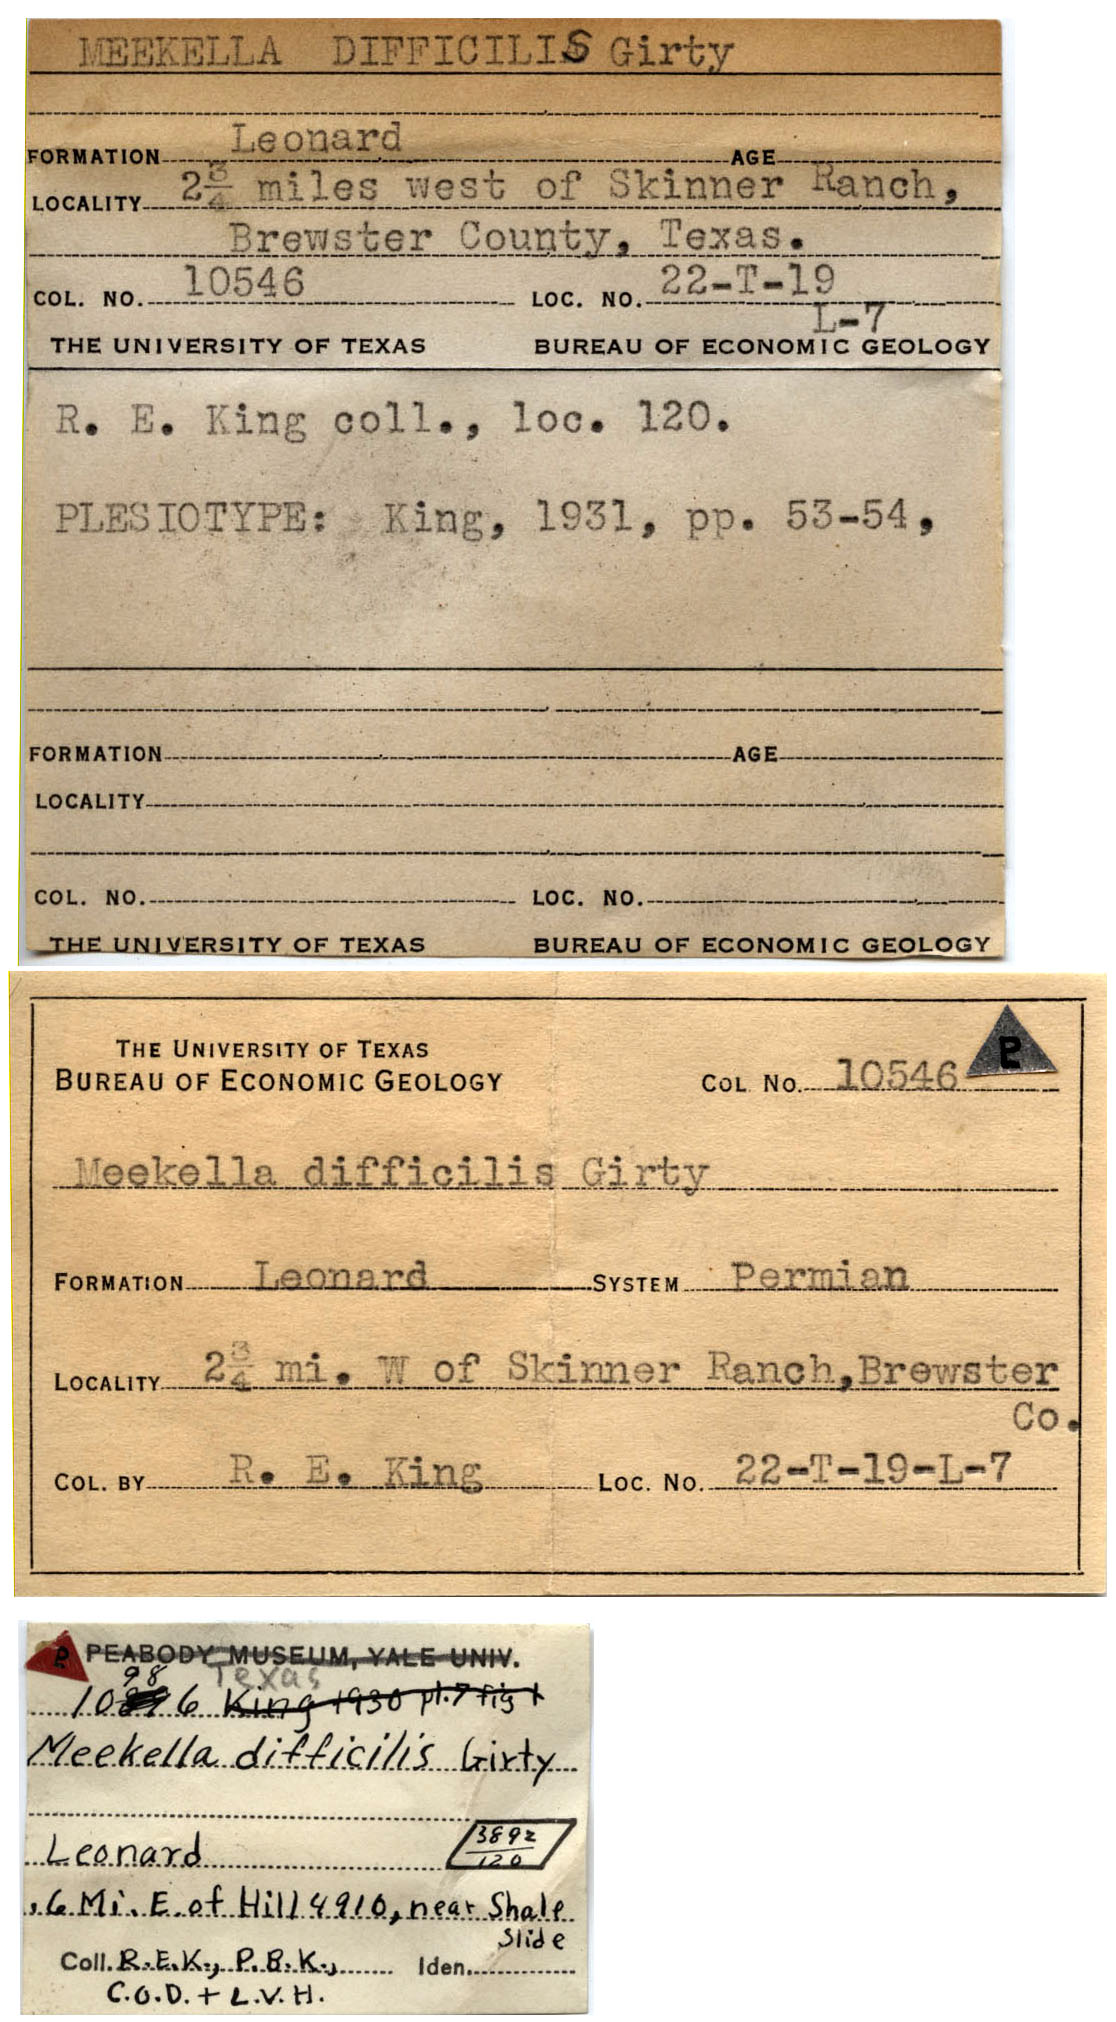 MEEKELLA DIFFICILIS Girty
FORMATION Leonard AGE
LOCALITY 2 3/4 miles west of Skinner Ranch,
Brewster County, Texas.
COL. NO. 10546 LOC. NO. 22-T-19
L-7
THE UNIVERSITY OF TEXAS BUREAU OF ECONOMIC GEOLOGY
R. E. King coll., loc. 120.
PLESIOTYPE: King, 1931, pp. 53-54,
FORMATION AGE
LOCALITY
COL. NO. LOC. NO.
THE UNIVERSITY OF TEXAS BUREAU OF ECONOMIC GEOLOGY
THE UNIVERSITY OF TEXAS
BUREAU OF ECONOMIC GEOLOGY COL. NO. 10546 P
Meekella difficilis Girty
FORMATION Leonard SYSTEM Permian
LOCALITY 2 3/4 mi. W of Skinner Ranch, Brewster
Co.
COL. BY R. E. King LOC. NO. 22-T-19-L-7
P PEABODY MUSEUM, YALE UNIV.
Texas
98
10 6 King 1930 pl.7 fig 1
Meekella difficilis Girty
Leonard 3892/120
.6 Mi. E. of Hill 4910, near Shale
Slide
Coll. R.E.K., P.B.K., Iden.
C.O.D. + L.V.H.